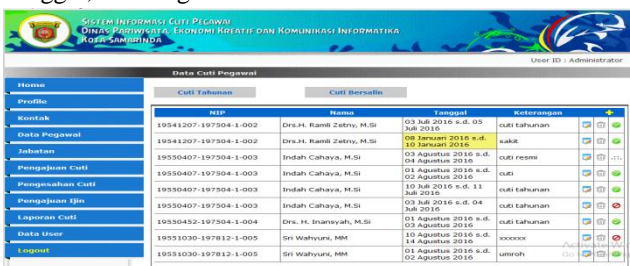 SISTEM INFORMASI CUTI PEGAWAI
DINAS PARIWISATA, EKONOMI KREATIF DAN KOMUNIKASI INFORMATIKA
KOTA SAMARINDA
User ID : Administrator
Data Cuti Pegawai
Home
Profile
Kontak
Data Pegawai
Jabatan
Pengajuan Cuti
Pengesahan Cuti
Pengajuan Ijin
Laporan Cuti
Data User
Logout
Cuti Tahunan Cuti Bersalin
NIP Nama Tanggal Keterangan
19541207-197504-1-002 Drs.H. Ramli Zetny, M.Si 03 Juli 2016 s.d. 05 Juli 2016 cuti tahunan
19541207-197504-1-002 Drs.H. Ramli Zetny, M.Si 08 Januari 2016 s.d. 10 Januari 2016 sakit
19550407-197504-1-003 Indah Cahaya, M.Si 03 Agustus 2016 s.d. 04 Agustus 2016 cuti resmi
19550407-197504-1-003 Indah Cahaya, M.Si 01 Agustus 2016 s.d. 02 Agustus 2016 cuti
19550407-197504-1-003 Indah Cahaya, M.Si 10 Juli 2016 s.d. 11 Juli 2016 cuti tahunan
19550407-197504-1-003 Indah Cahaya, M.Si 03 Juli 2016 s.d. 04 Juli 2016 cuti tahunan
19550452-197504-1-004 Drs. H. Inansyah, M.Si 01 Agustus 2016 s.d. 03 Agustus 2016 cuti tahunan
19551030-197812-1-005 Sri Wahyuni, MM 10 Agustus 2016 s.d. 14 Agustus 2016 xxxxxx
19551030-197812-1-005 Sri Wahyuni, MM 01 Agustus 2016 s.d. 02 Agustus 2016 umroh